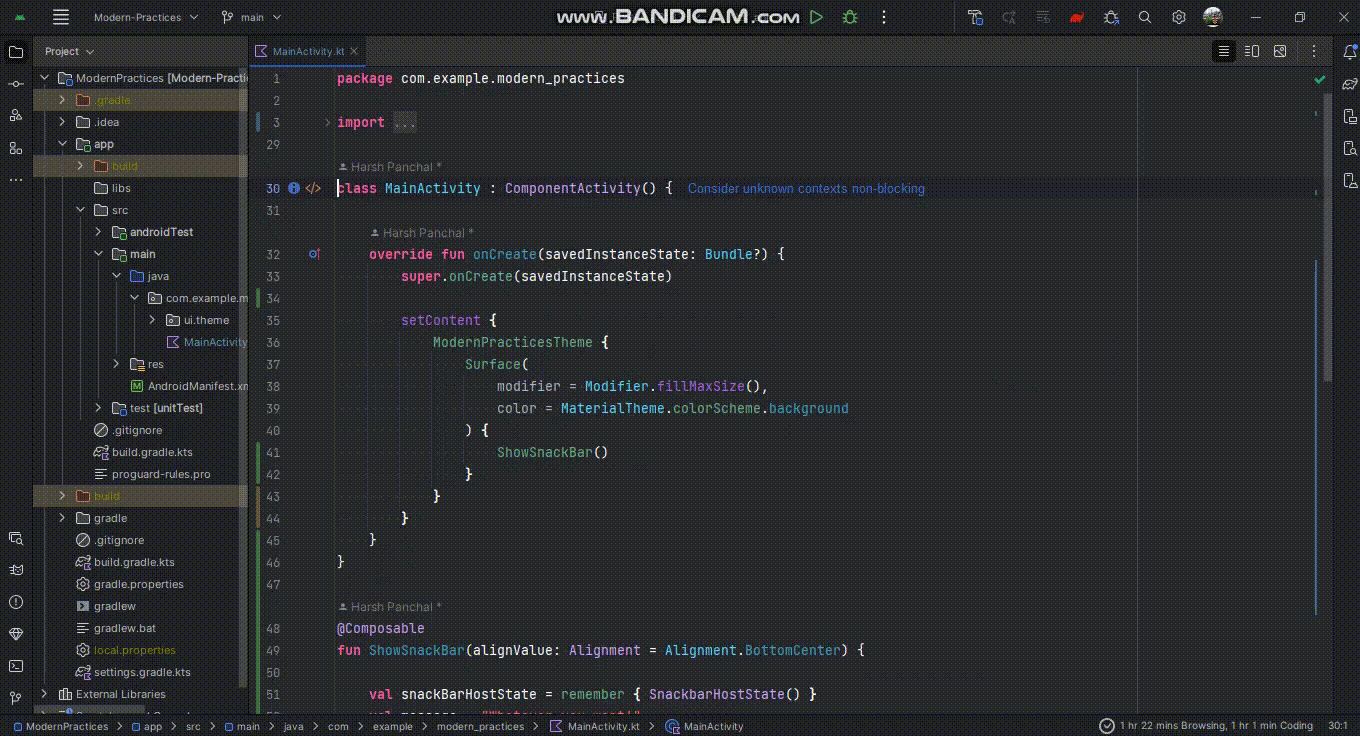 Modern-Practices
main
www.BANDICAM.com
Project
MainActivity.kt
ModernPractices [Modern-Practi
.gradle
.idea
app
build
libs
src
androidTest
main
java
com.example.m
ui.theme
MainActivity
res
AndroidManifest.xm
test [unitTest]
.gitignore
build.gradle.kts
proguard-rules.pro
build
gradle
.gitignore
build.gradle.kts
gradle.properties
gradlew
gradlew.bat
local.properties
settings.gradle.kts
External Libraries
1 package com.example.modern_practices
2
3 import ...
29
Harsh Panchal *
30 class MainActivity : ComponentActivity() { Consider unknown contexts non-blocking
31
Harsh Panchal *
32 override fun onCreate(savedInstanceState: Bundle?) {
33 super.onCreate(savedInstanceState)
34
35 setContent {
36 ModernPracticesTheme {
37 Surface(
38 modifier = Modifier.fillMaxSize(),
39 color = MaterialTheme.colorScheme.background
40 ) {
41 ShowSnackBar()
42 }
43 }
44 }
45 }
46 }
47
Harsh Panchal *
48 @Composable
49 fun ShowSnackBar(alignValue: Alignment = Alignment.BottomCenter) {
50
51 val snackBarHostState = remember { SnackbarHostState() }
ModernPractices > app > src > main > java > com > example > modern_practices > MainActivity.kt > MainActivity
1 hr 22 mins Browsing, 1 hr 1 min Coding 30:1